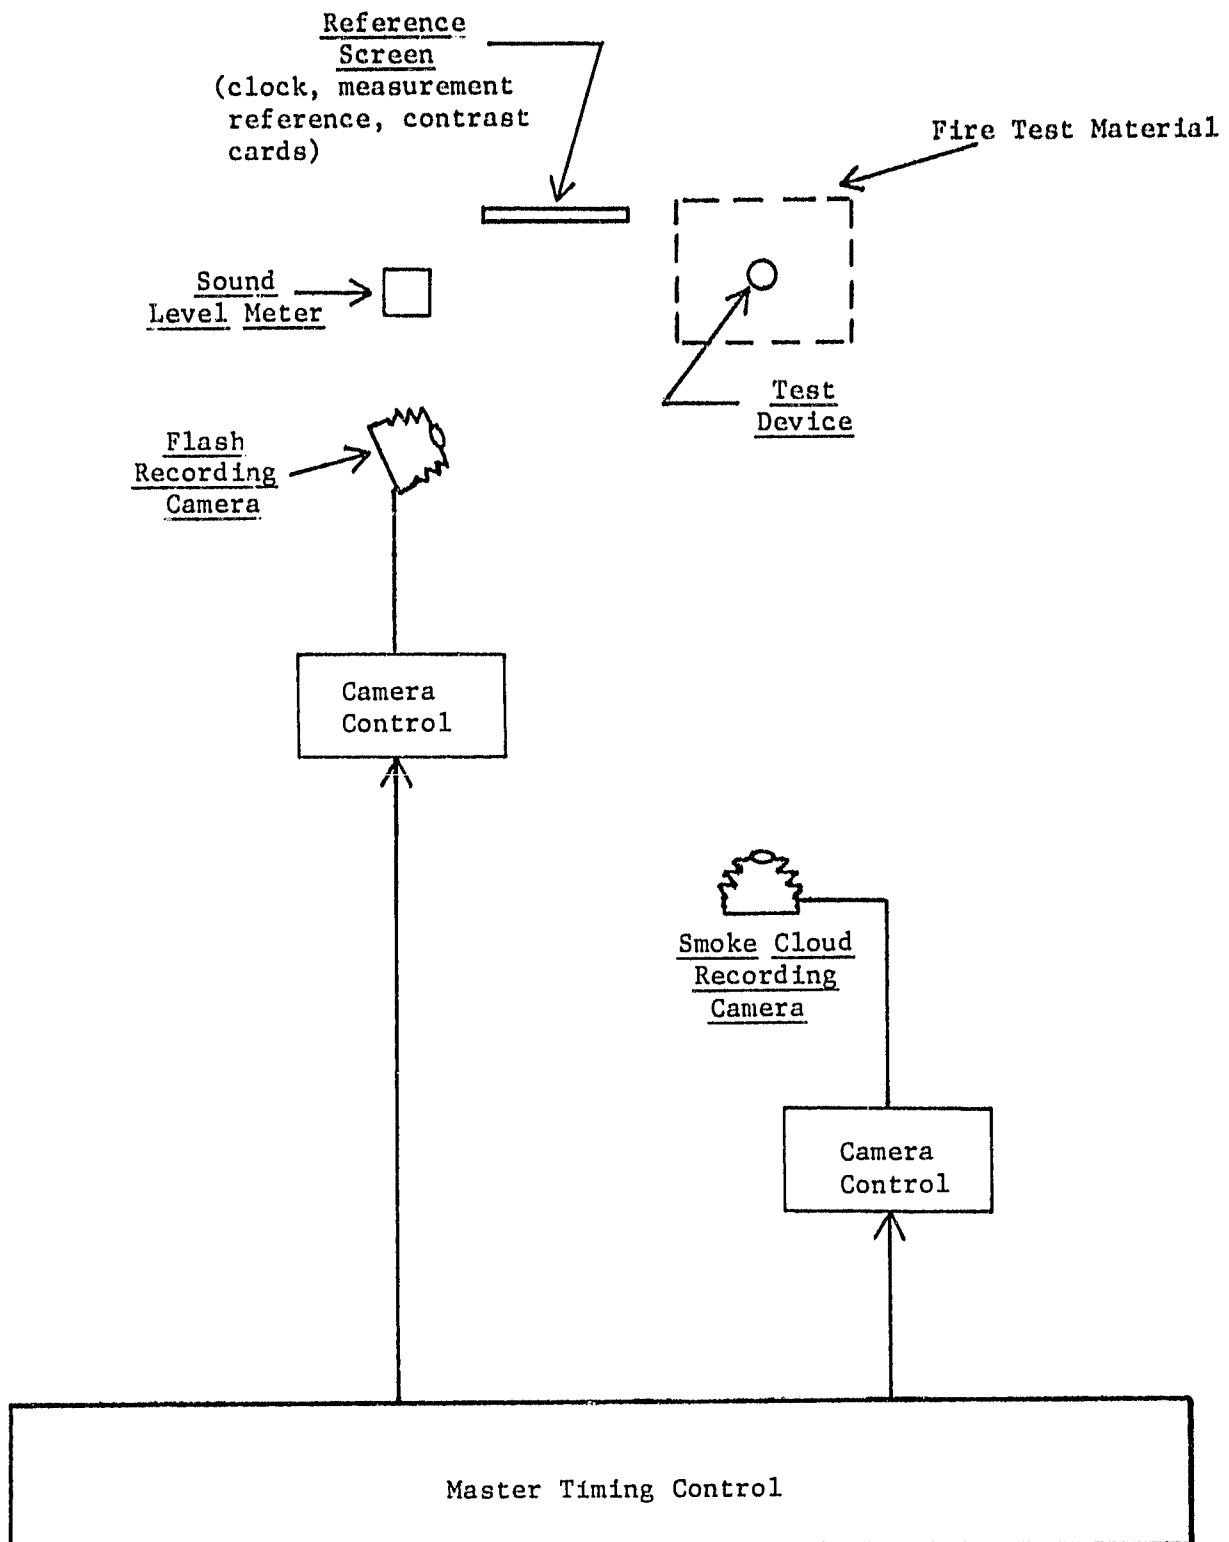 Reference
Screen
(clock, measurement
reference, contrast
cards)
Fire Test Material
Sound
Level Meter
Test
Device
Flash
Recording
Camera
Camera
Control
Smoke Cloud
Recording
Camera
Camera
Control
Master Timing Control